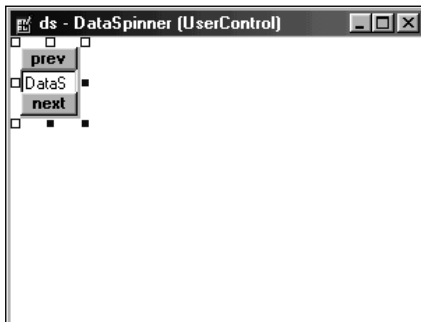 ds - DataSpinner (UserControl)
prev
DataS
next